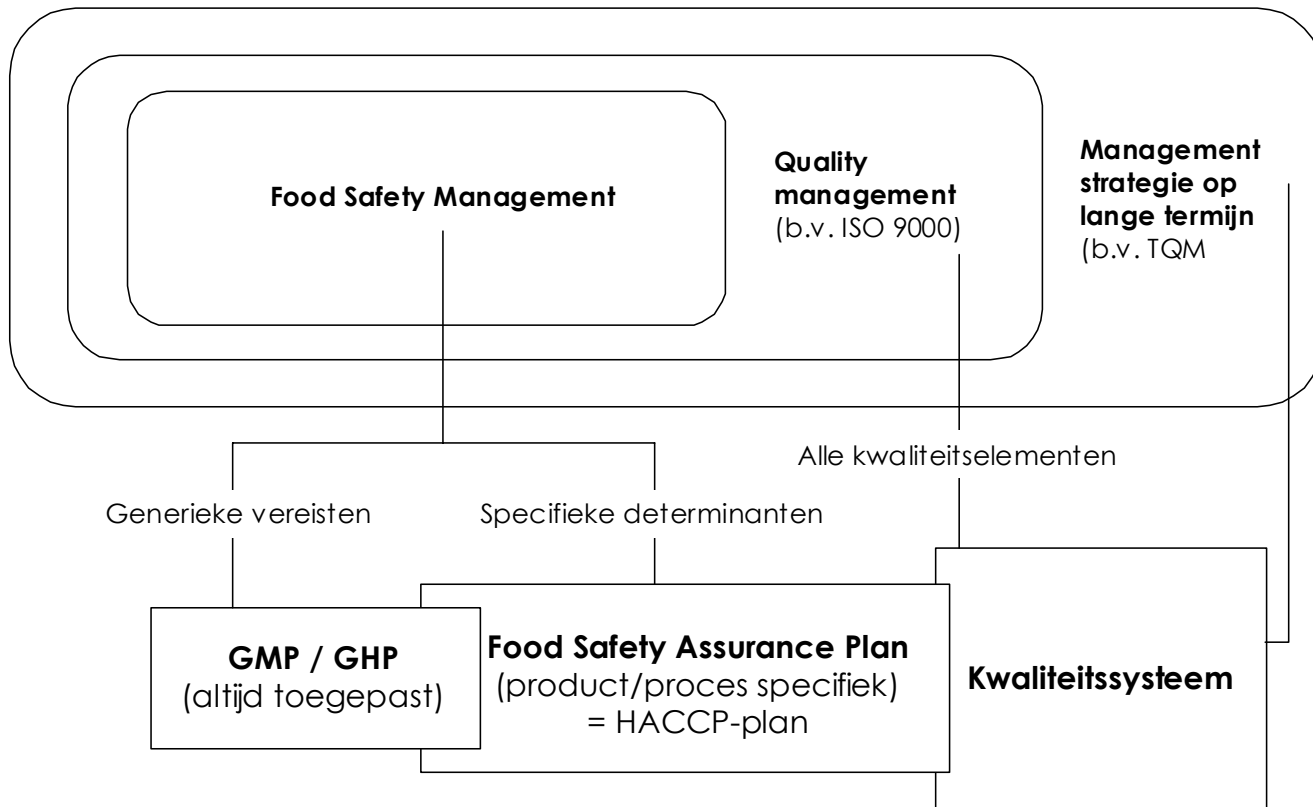 Food Safety Management
Quality
management
(b.v. ISO 9000)
Management
strategie op
lange termijn
(b.v. TQM
Alle kwaliteitselementen
Generieke vereisten
Specifieke determinanten
GMP / GHP
(altijd toegepast)
Food Safety Assurance Plan
(product/proces specifiek)
= HACCP-plan
Kwaliteitssysteem